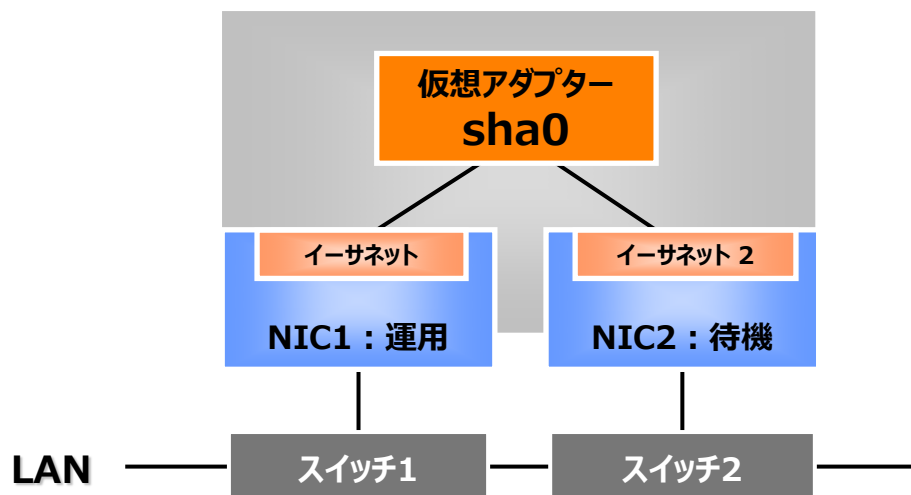 仮想アダプター
sha0
イーサネット
イーサネット 2
NIC1：運用
NIC2：待機
LAN
スイッチ1
スイッチ2